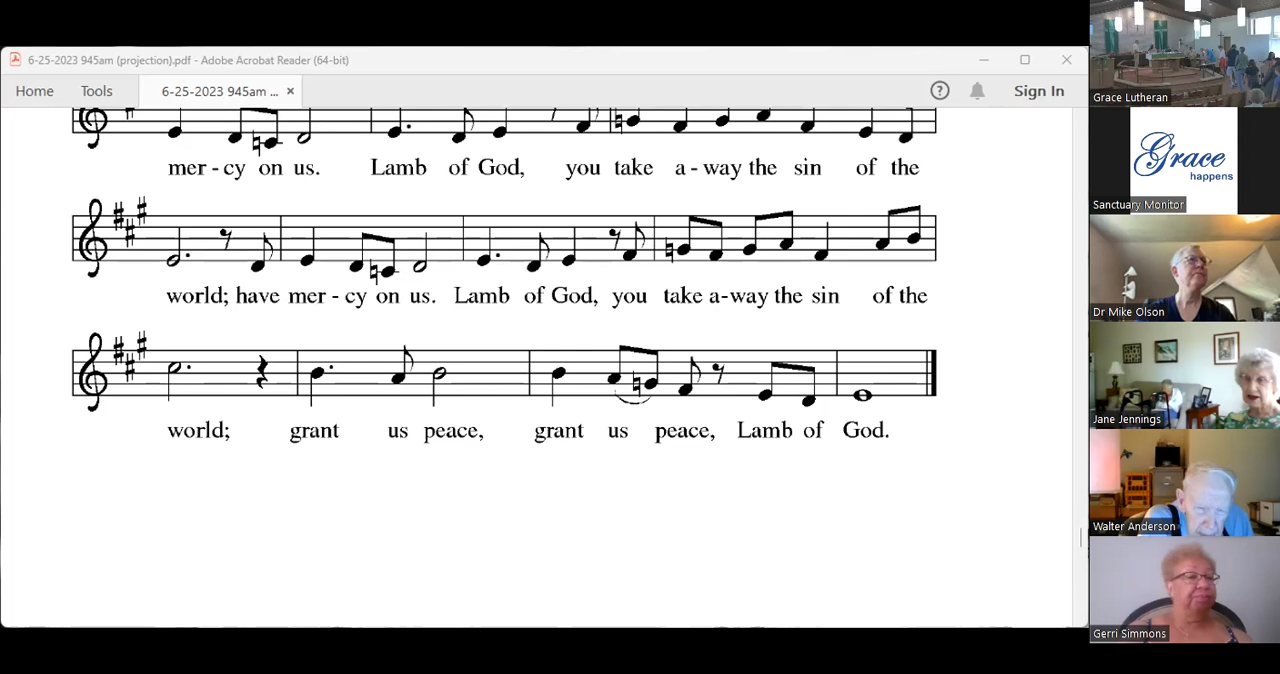 6-25-2023 945am (projection).pdf - Adobe Acrobat Reader (64-bit)
Home Tools 6-25-2023 945am ... × Sign In
mer - cy on us. Lamb of God, you take a - way the sin of the
world; have mer - cy on us. Lamb of God, you take a-way the sin of the
world; grant us peace, grant us peace, Lamb of God.
Grace Lutheran
Grace
happens
Sanctuary Monitor
Dr Mike Olson
Jane Jennings
Walter Anderson
Gerri Simmons